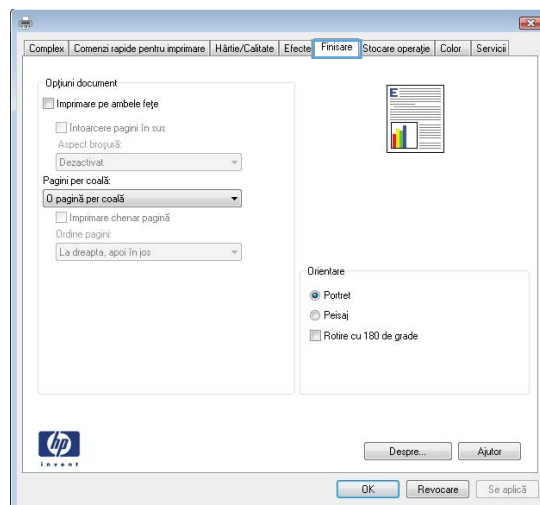 Complex Comenzi rapide pentru imprimare Hârtie/Calitate Efecte Finisare Stocare operaţie Color Servicii
Opţiuni document
Imprimare pe ambele feţe
Întoarcere pagini în sus
Aspect broşură:
Dezactivat
Pagini per coală:
O pagină per coală
Imprimare chenar pagină
Ordine pagini:
La dreapta, apoi în jos
E
Orientare
Portret
Peisaj
Rotire cu 180 de grade
hp
invent
Despre... Ajutor
OK Revocare Se aplică